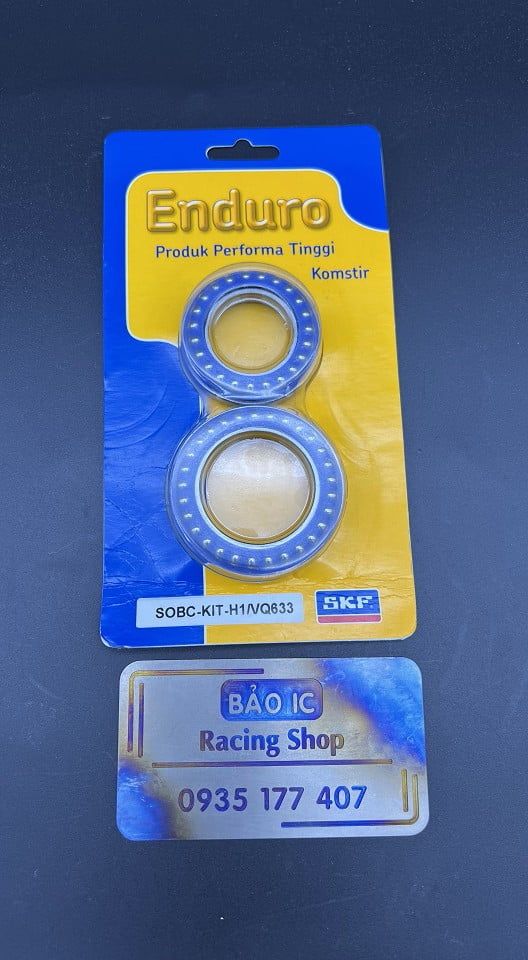 Enduro
Produk Performa Tinggi
Komstir
SOBC-KIT-H1/VQ633
SKF
BẢO IC
Racing Shop
0935 177 407